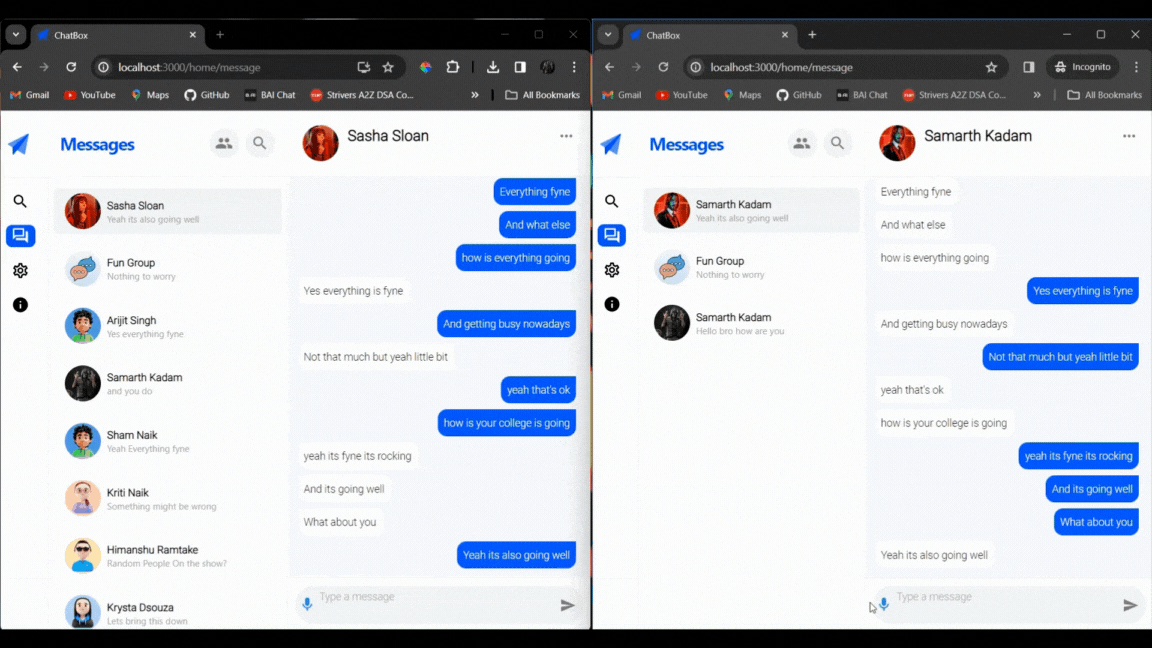 ChatBox
localhost:3000/home/message
Gmail YouTube Maps GitHub BAI Chat Strivers A2Z DSA Co... » All Bookmarks
Messages
Sasha Sloan
Yeah its also going well
Fun Group
Nothing to worry
Arijit Singh
Yes everything fyne
Samarth Kadam
and you do
Sham Naik
Yeah Everything fyne
Kriti Naik
Something might be wrong
Himanshu Ramtake
Random People On the show?
Krysta Dsouza
Lets bring this down
Sasha Sloan
Everything fyne
And what else
how is everything going
Yes everything is fyne
And getting busy nowadays
Not that much but yeah little bit
yeah that's ok
how is your college is going
yeah its fyne its rocking
And its going well
What about you
Yeah its also going well
Type a message
ChatBox
localhost:3000/home/message
Incognito
Gmail YouTube Maps GitHub BAI Chat Strivers A2Z DSA Co... » All Bookmarks
Messages
Samarth Kadam
Yeah its also going well
Fun Group
Nothing to worry
Samarth Kadam
Hello bro how are you
Samarth Kadam
Everything fyne
And what else
how is everything going
Yes everything is fyne
And getting busy nowadays
Not that much but yeah little bit
yeah that's ok
how is your college is going
yeah its fyne its rocking
And its going well
What about you
Yeah its also going well
Type a message